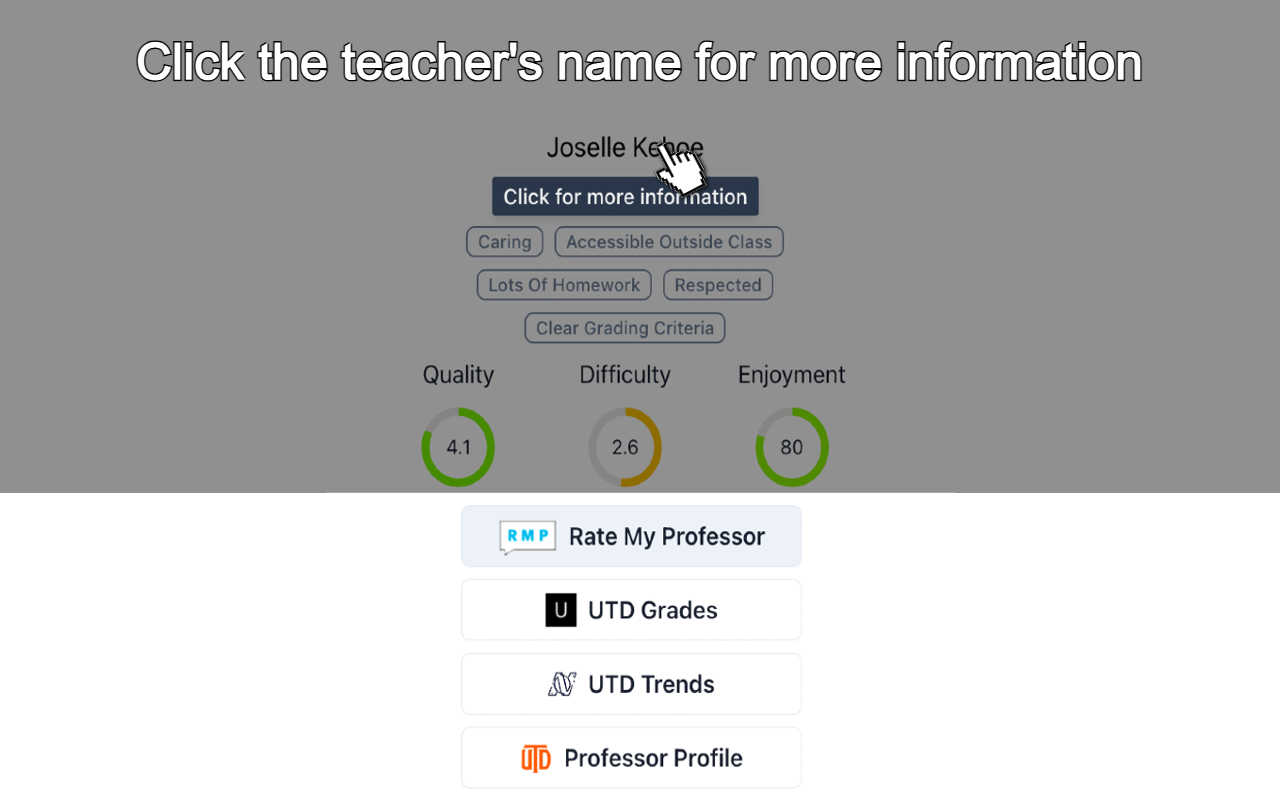 Click the teacher's name for more information
Joselle Kehoe
Click for more information
Caring Accessible Outside Class
Lots Of Homework Respected
Clear Grading Criteria
Quality Difficulty Enjoyment
4.1 2.6 80
RMP Rate My Professor
U UTD Grades
UTD Trends
UTD Professor Profile